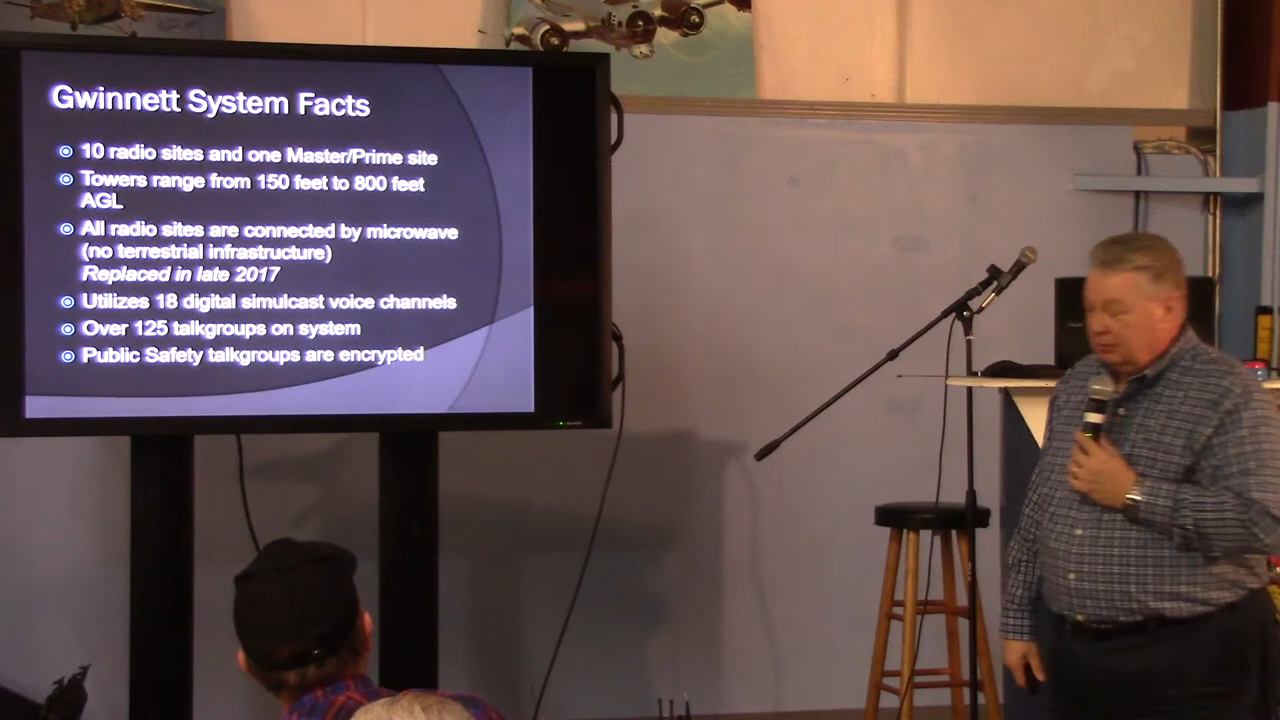 Gwinnett System Facts
10 radio sites and one Master/Prime site
Towers range from 150 feet to 800 feet
AGL
All radio sites are connected by microwave
(no terrestrial infrastructure)
Replaced in late 2017
Utilizes 18 digital simulcast voice channels
Over 125 talkgroups on system
Public Safety talkgroups are encrypted